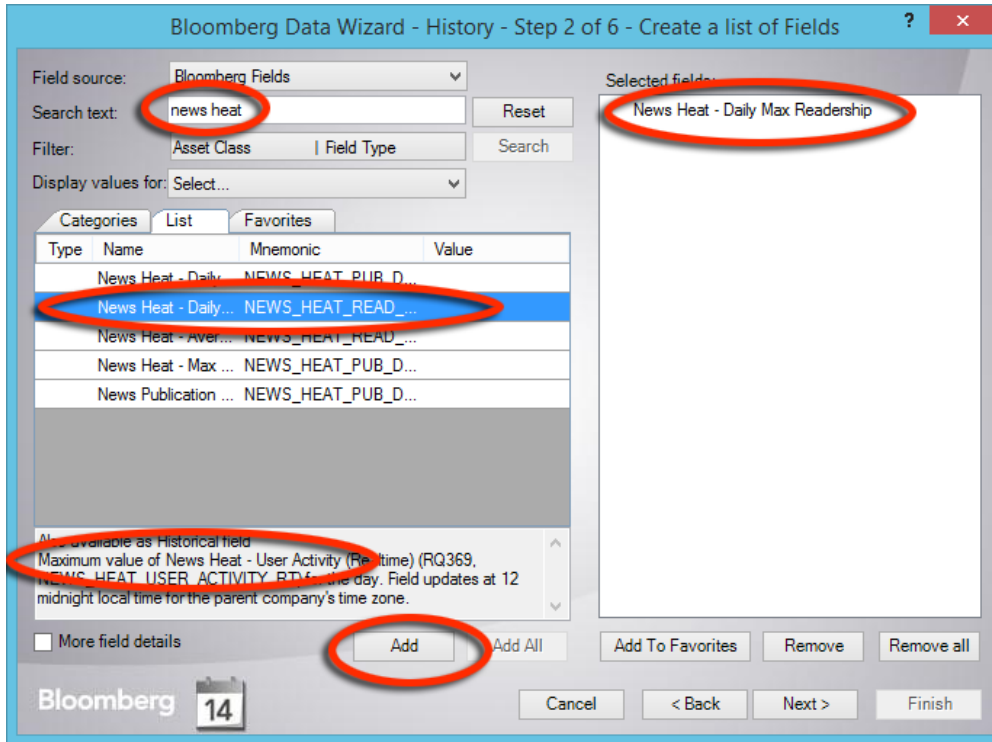 Bloomberg Data Wizard - History - Step 2 of 6 - Create a list of Fields
?
Field source: Bloomberg Fields
Search text: news heat Reset
Filter: Asset Class | Field Type Search
Display values for: Select...
Categories List Favorites
Type Name Mnemonic Value
News Heat - Daily... NEWS_HEAT_PUB_D...
News Heat - Daily... NEWS_HEAT_READ_...
News Heat - Aver... NEWS_HEAT_READ_...
News Heat - Max ... NEWS_HEAT_PUB_D...
News Publication ... NEWS_HEAT_PUB_D...
Also available as Historical field
Maximum value of News Heat - User Activity (Realtime) (RQ369,
NEWS_HEAT_USER_ACTIVITY_RT) for the day. Field updates at 12
midnight local time for the parent company's time zone.
More field details Add Add All
Selected fields:
News Heat - Daily Max Readership
Add To Favorites Remove Remove all
Bloomberg 14
Cancel < Back Next > Finish